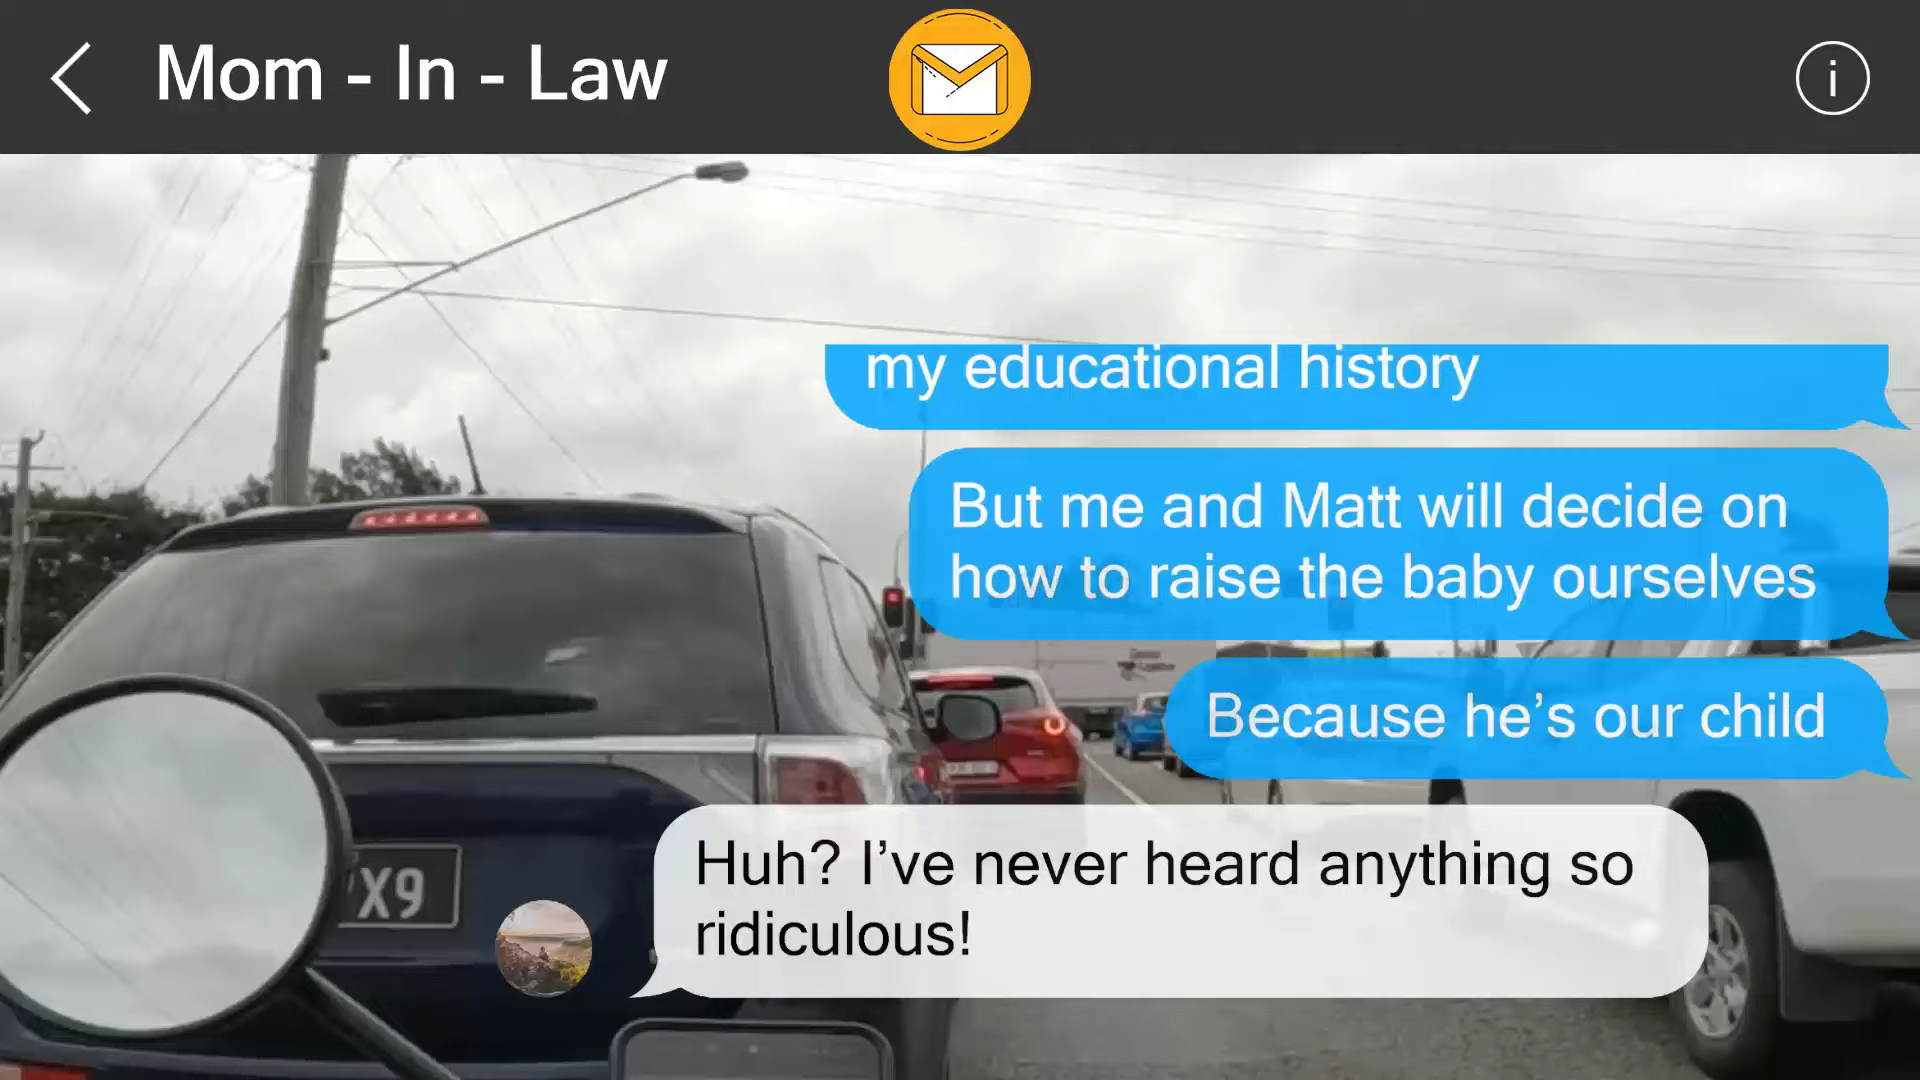 Mom - In - Law
my educational history
But me and Matt will decide on
how to raise the baby ourselves
Because he's our child
Huh? I've never heard anything so
ridiculous!
X9